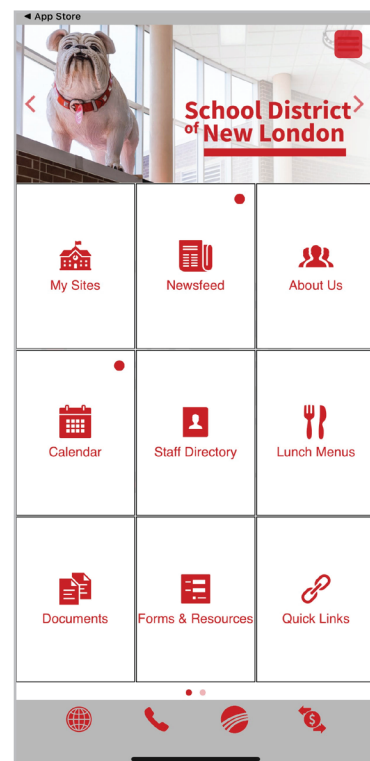 ◀ App Store
School District
of New London
My Sites
Newsfeed
About Us
Calendar
Staff Directory
Lunch Menus
Documents
Forms & Resources
Quick Links
$